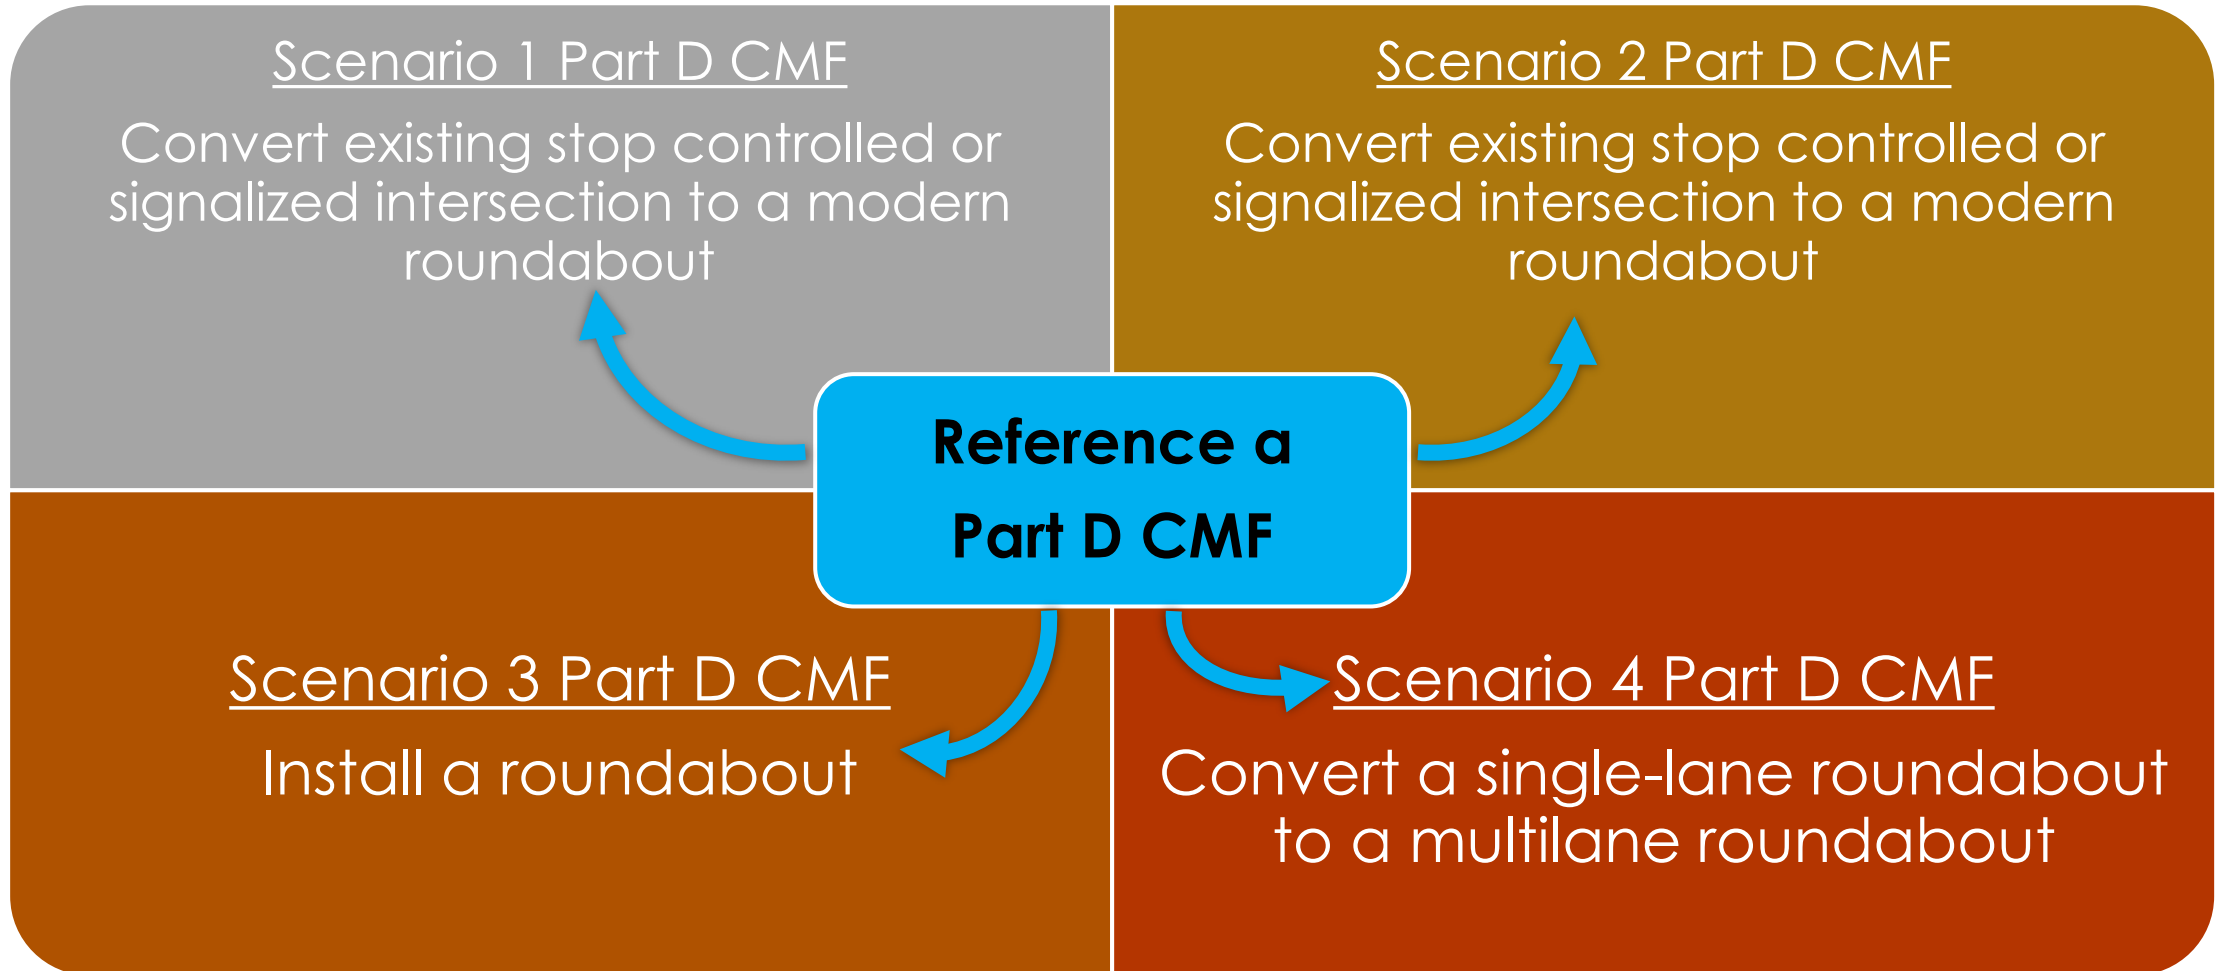 Scenario 1 Part D CMF
Convert existing stop controlled or
signalized intersection to a modern
roundabout
Scenario 2 Part D CMF
Convert existing stop controlled or
signalized intersection to a modern
roundabout
Reference a
Part D CMF
Scenario 3 Part D CMF
Install a roundabout
Scenario 4 Part D CMF
Convert a single-lane roundabout
to a multilane roundabout